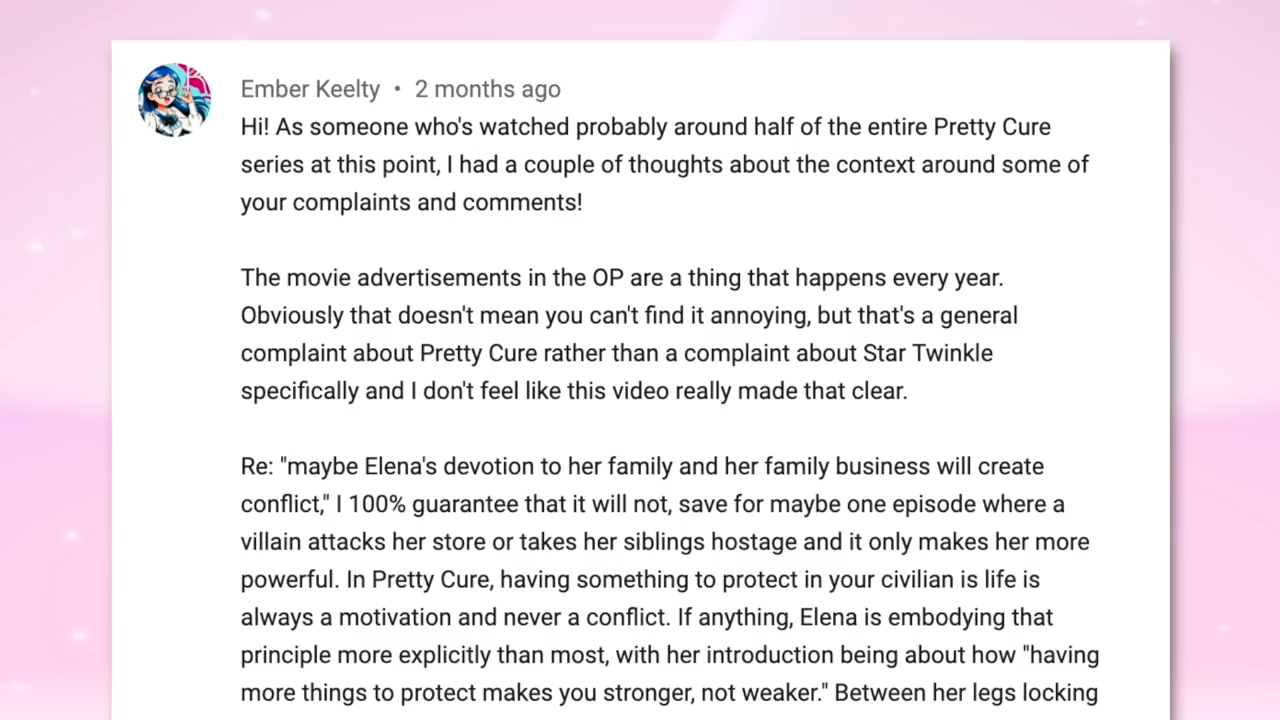 Ember Keelty • 2 months ago
Hi! As someone who's watched probably around half of the entire Pretty Cure
series at this point, I had a couple of thoughts about the context around some of
your complaints and comments!
The movie advertisements in the OP are a thing that happens every year.
Obviously that doesn't mean you can't find it annoying, but that's a general
complaint about Pretty Cure rather than a complaint about Star Twinkle
specifically and I don't feel like this video really made that clear.
Re: "maybe Elena's devotion to her family and her family business will create
conflict," I 100% guarantee that it will not, save for maybe one episode where a
villain attacks her store or takes her siblings hostage and it only makes her more
powerful. In Pretty Cure, having something to protect in your civilian is life is
always a motivation and never a conflict. If anything, Elena is embodying that
principle more explicitly than most, with her introduction being about how "having
more things to protect makes you stronger, not weaker." Between her legs locking